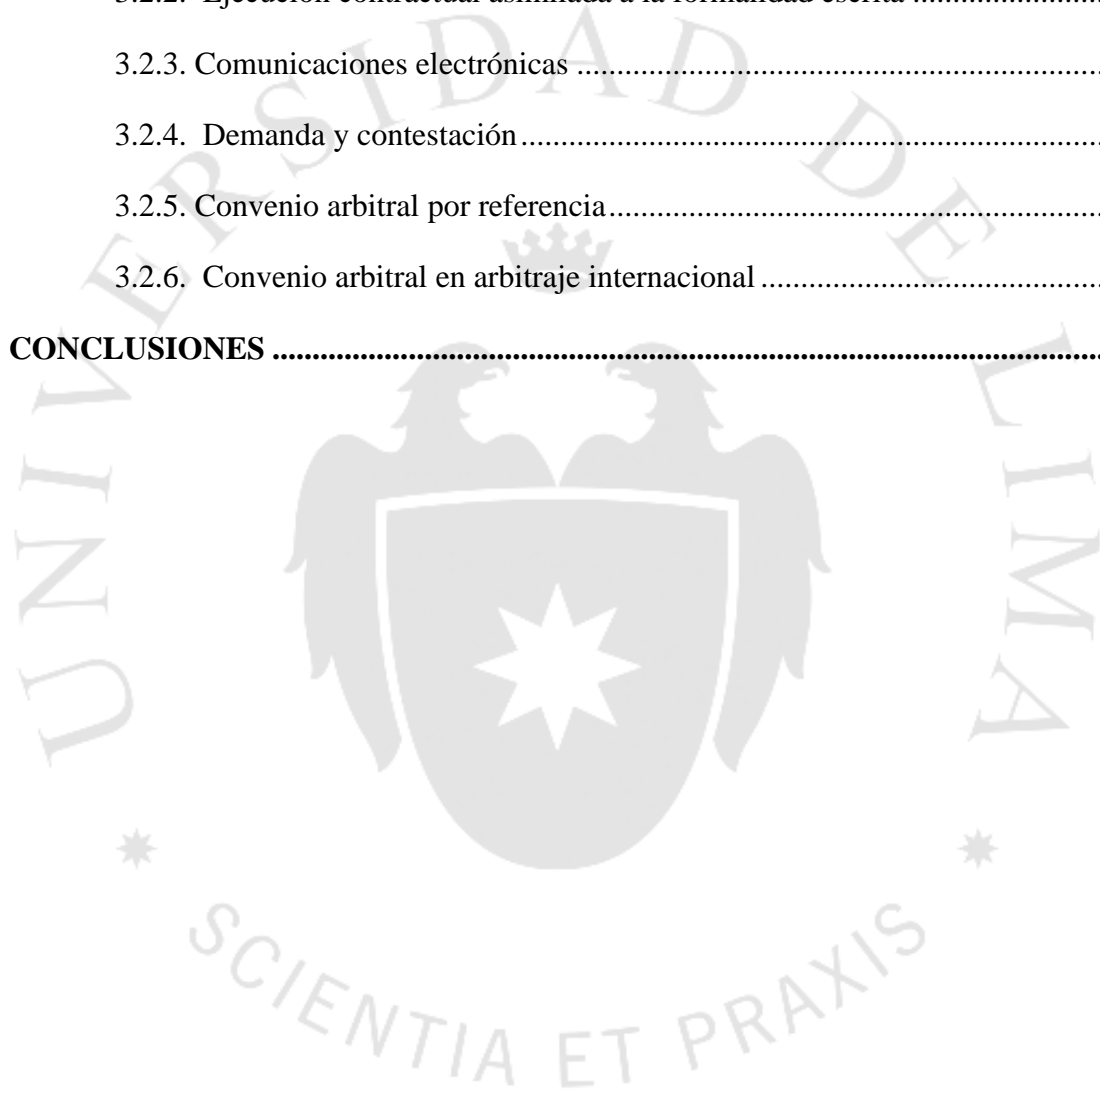 3.2.2. Ejecución contractual asimilada a la formalidad escrita ......................
3.2.3. Comunicaciones electrónicas .................................................................
3.2.4.  Demanda y contestación ........................................................................
3.2.5. Convenio arbitral por referencia .............................................................
3.2.6.  Convenio arbitral en arbitraje internacional ..........................................
CONCLUSIONES .......................................................................................................
UNIVERSIDAD DE LIMA
SCIENTIA ET PRAXIS